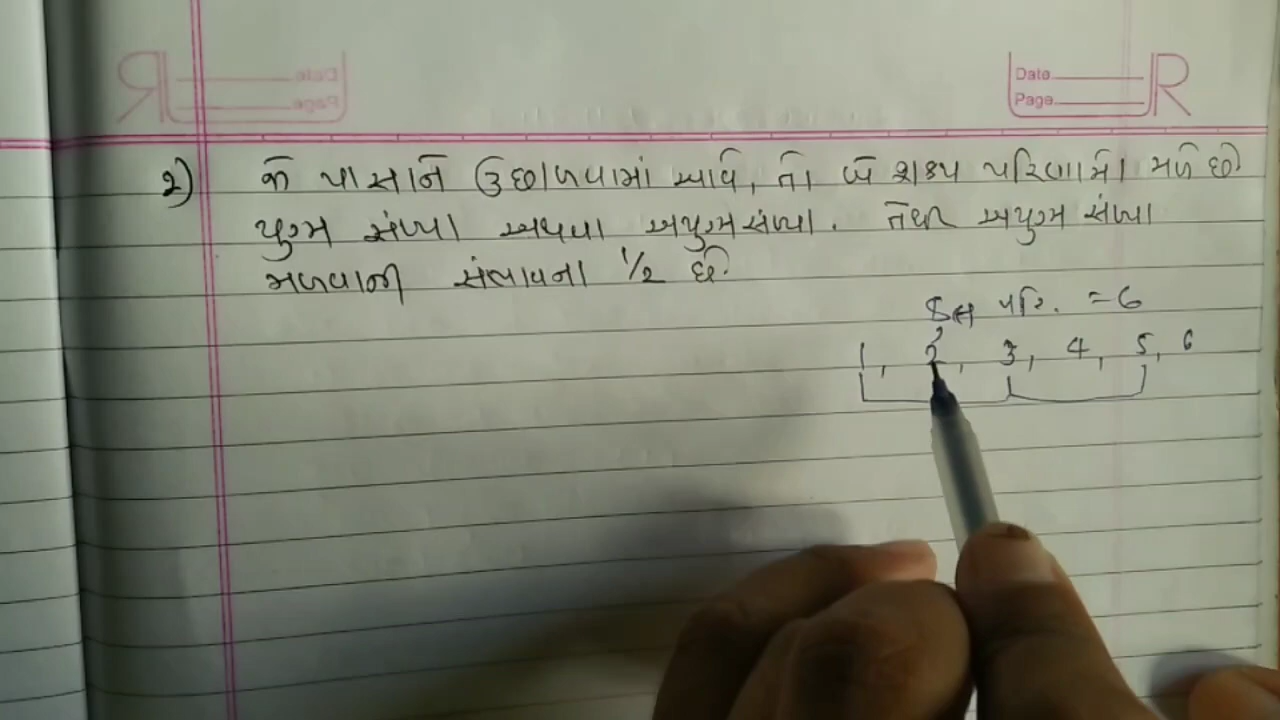 Date
Page
૨) જો પાસાને ઉછાળવામાં આવે, તો બે શક્ય પરિણામો મળે છે
યુગ્મ સંખ્યા અથવા અયુગ્મ સંખ્યા. તેથી અયુગ્મ સંખ્યા
મળવાની સંભાવના 1/2 છે
કુલ પરિ. = 6
1, 2, 3, 4, 5, 6